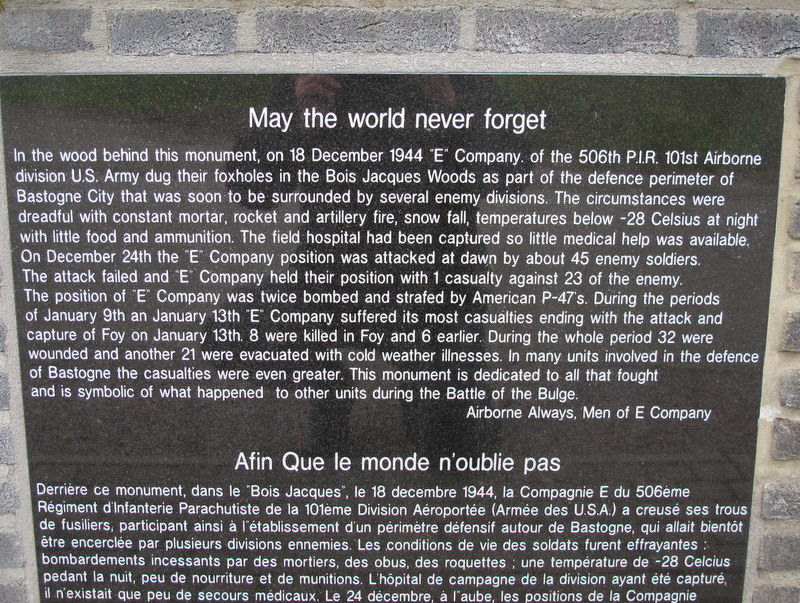 May the world never forget
In the wood behind this monument, on 18 December 1944 "E" Company. of the 506th P.I.R. 101st Airborne
division U.S. Army dug their foxholes in the Bois Jacques Woods as part of the defence perimeter of
Bastogne City that was soon to be surrounded by several enemy divisions. The circumstances were
dreadful with constant mortar, rocket and artillery fire, snow fall, temperatures below -28 Celsius at night
with little food and ammunition. The field hospital had been captured so little medical help was available.
On December 24th the "E" Company position was attacked at dawn by about 45 enemy soldiers.
The attack failed and "E" Company held their position with 1 casualty against 23 of the enemy.
The position of "E" Company was twice bombed and strafed by American P-47's. During the periods
of January 9th an January 13th "E" Company suffered its most casualties ending with the attack and
capture of Foy on January 13th. 8 were killed in Foy and 6 earlier. During the whole period 32 were
wounded and another 21 were evacuated with cold weather illnesses. In many units involved in the defence
of Bastogne the casualties were even greater. This monument is dedicated to all that fought
and is symbolic of what happened to other units during the Battle of the Bulge.
Airborne Always, Men of E Company
Afin Que le monde n'oublie pas
Derrière ce monument, dans le "Bois Jacques", le 18 decembre 1944, la Compagnie E du 506ème
Régiment d'Infanterie Parachutiste de la 101ème Division Aéroportée (Armée des U.S.A.) a creusé ses trous
de fusiliers, participant ainsi à l"établissement d'un périmètre défensif autour de Bastogne, qui allait bientôt
être encerclée par plusieurs divisions ennemies. Les conditions de vie des soldats furent effrayantes :
bombardements incessants par des mortiers, des obus, des roquettes ; une température de -28 Celcius
pedant la nuit, peu de nourriture et de munitions. L'hôpital de campagne de la division ayant été capturé,
il n'existait que peu de secours médicaux. Le 24 décembre, à l"aube, les positions de la Compagnie